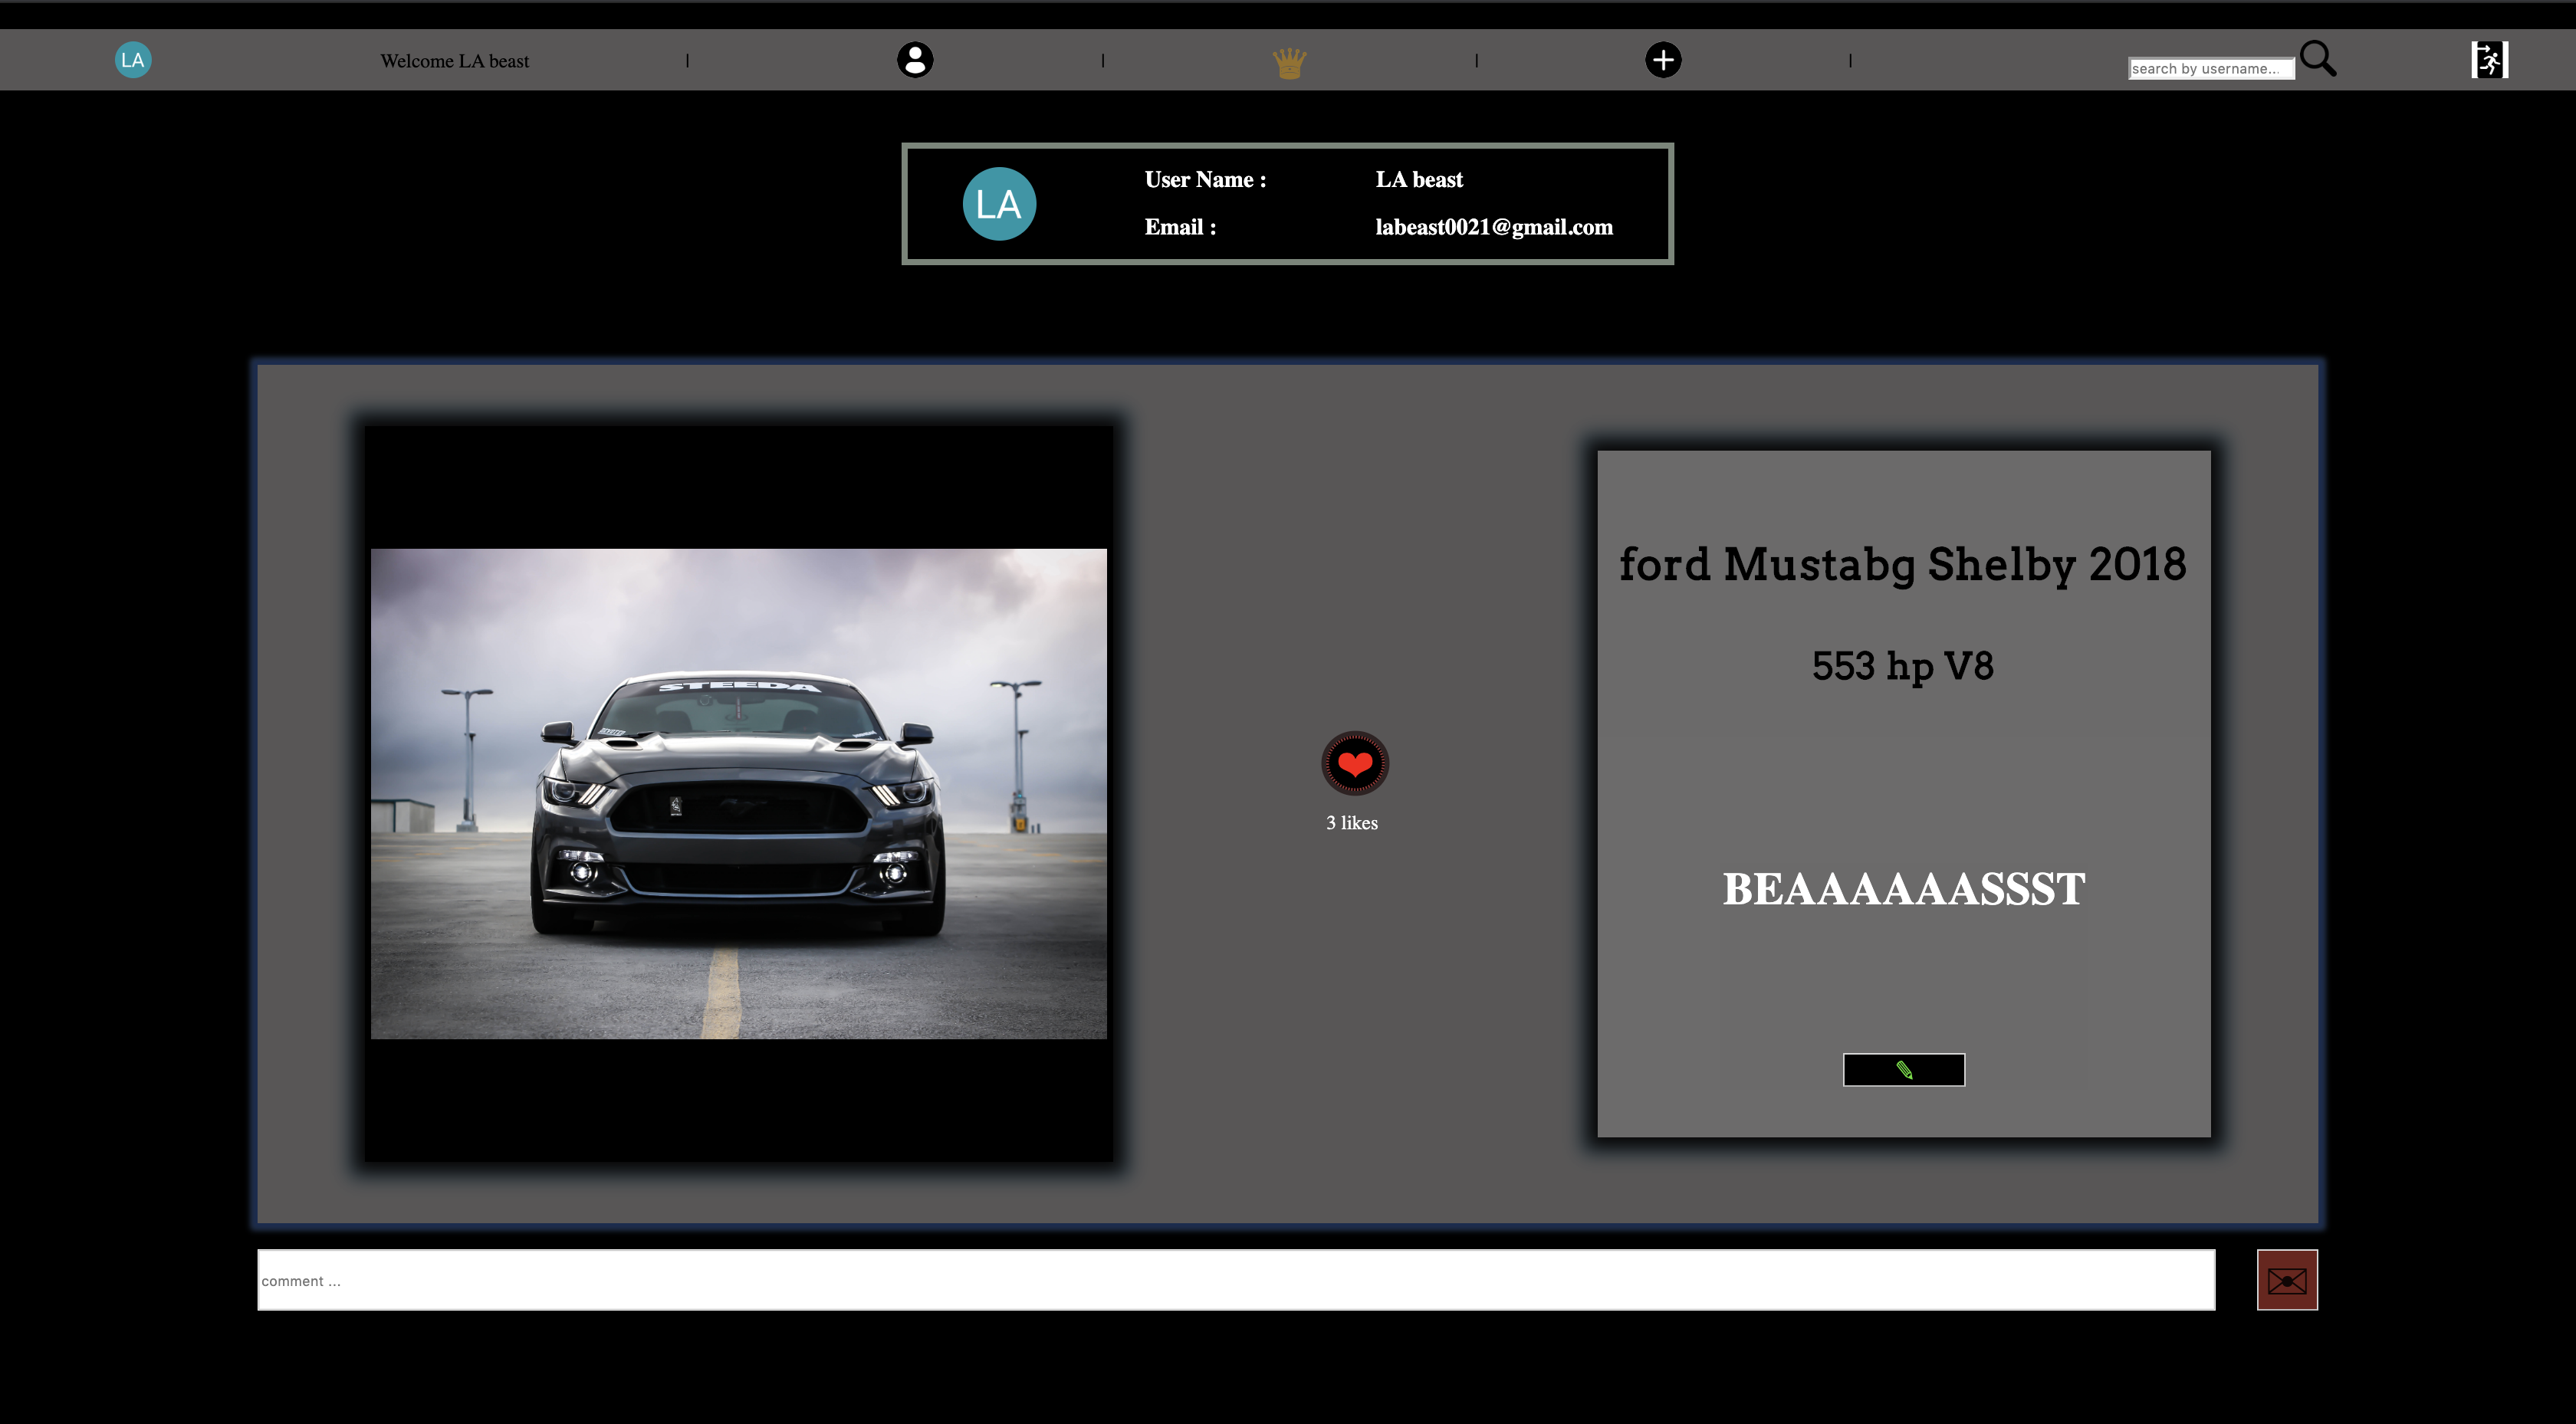 LA
Welcome LA beast
search by username...
LA
User Name :
LA beast
Email :
labeast0021@gmail.com
STEEDA
ford Mustabg Shelby 2018
553 hp V8
3 likes
BEAAAAAASSST
comment ...